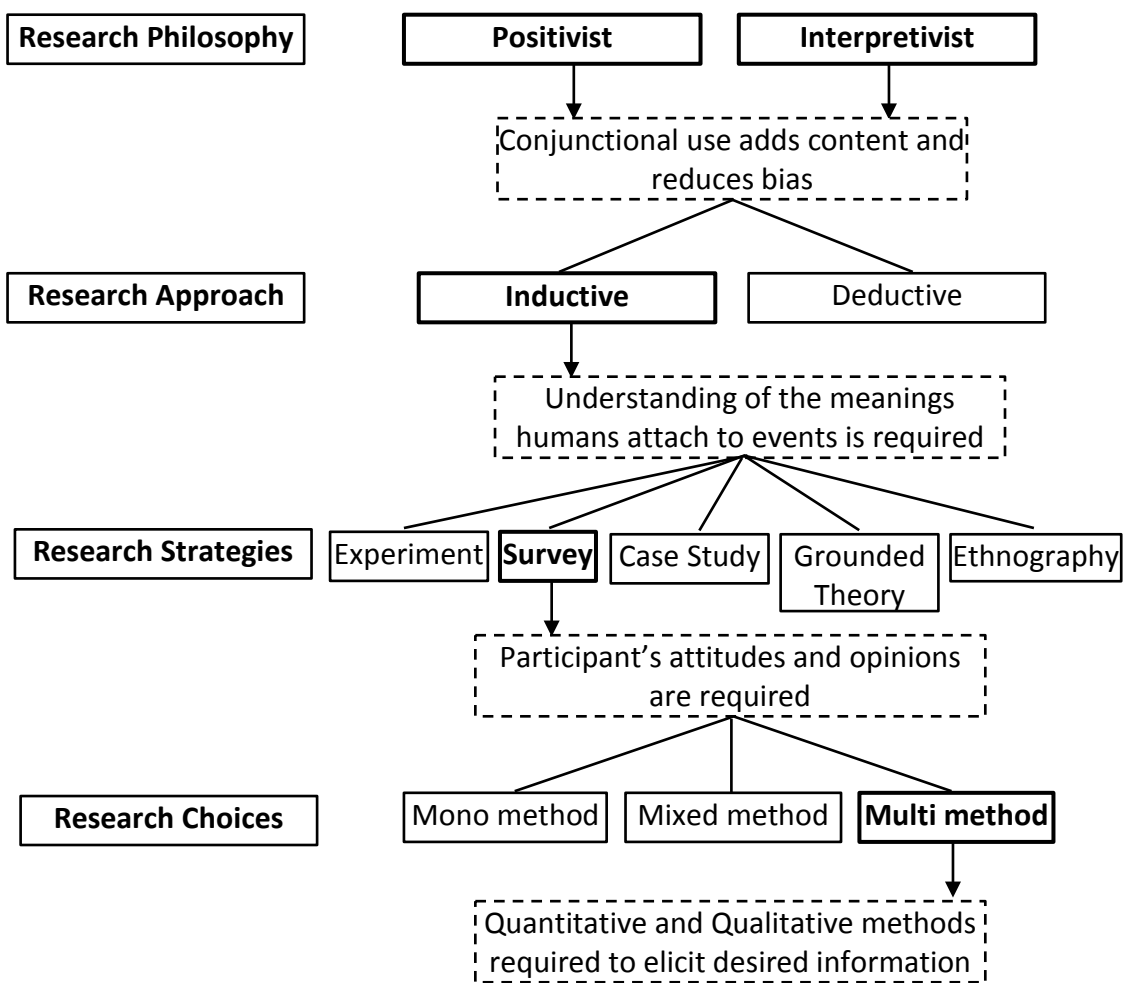 Research Philosophy
Positivist
Interpretivist
Conjunctional use adds content and
reduces bias
Research Approach
Inductive
Deductive
Understanding of the meanings
humans attach to events is required
Research Strategies
Experiment
Survey
Case Study
Grounded
Theory
Ethnography
Participant’s attitudes and opinions
are required
Research Choices
Mono method
Mixed method
Multi method
Quantitative and Qualitative methods
required to elicit desired information